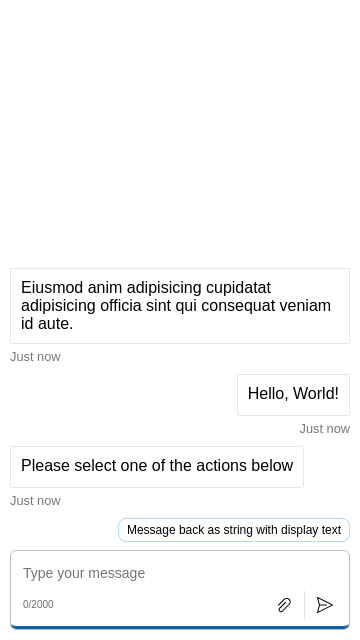 Eiusmod anim adipisicing cupidatat
adipisicing officia sint qui consequat veniam
id aute.
Just now
Hello, World!
Just now
Please select one of the actions below
Just now
Message back as string with display text
Type your message
0/2000